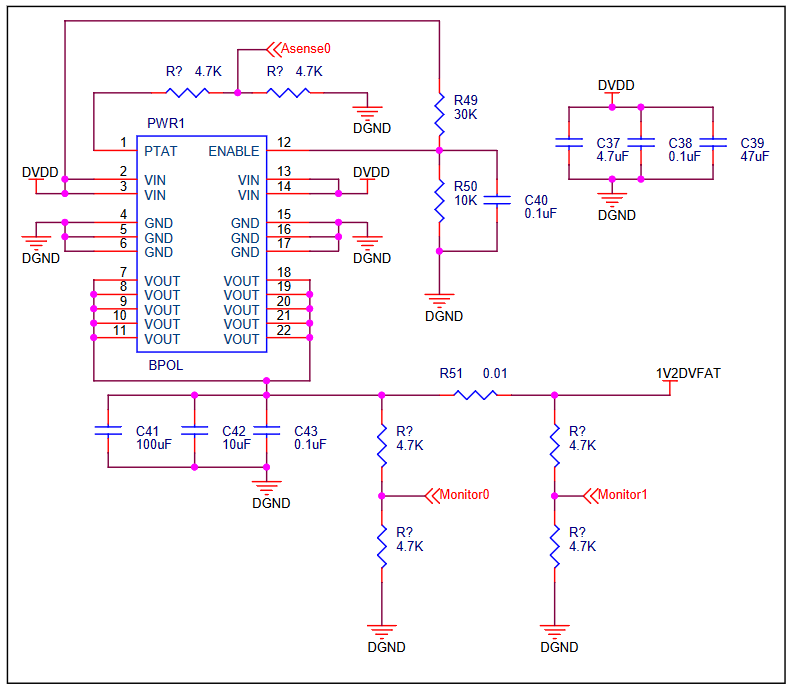 Asense0
R? 4.7K R? 4.7K
DGND
PWR1
R49
30K
DVDD
C37
4.7uF
C38
0.1uF
C39
47uF
DGND
1 PTAT ENABLE 12
DVDD 2 VIN VIN 13 DVDD
3 VIN VIN 14
R50
10K
C40
0.1uF
4 GND GND 15
5 GND GND 16
6 GND GND 17
DGND DGND
7 VOUT VOUT 18
8 VOUT VOUT 19
9 VOUT VOUT 20
10 VOUT VOUT 21
11 VOUT VOUT 22
DGND
BPOL
R51 0.01 1V2DVFAT
C41
100uF
C42
10uF
C43
0.1uF
R?
4.7K
R?
4.7K
DGND
Monitor0 Monitor1
R?
4.7K
R?
4.7K
DGND DGND